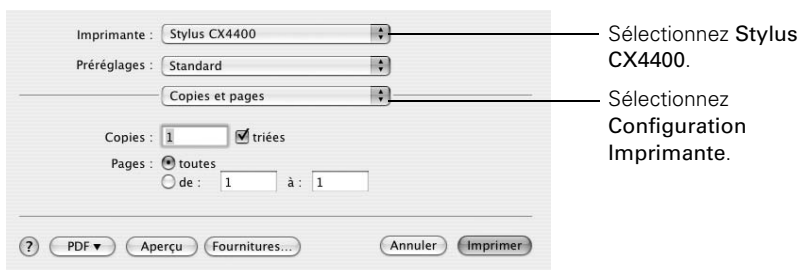 Imprimante : Stylus CX4400
Préréglages : Standard
Copies et pages
Copies : 1 triées
Pages : toutes
de : 1 à : 1
? PDF Aperçu Fournitures... Annuler Imprimer
Sélectionnez Stylus
CX4400.
Sélectionnez
Configuration
Imprimante.